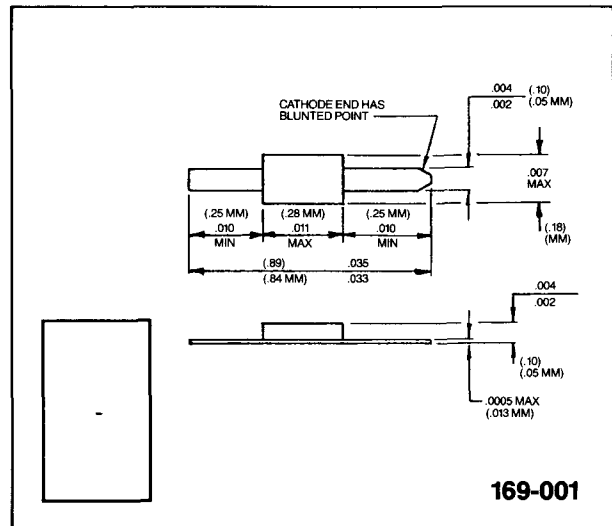 .004 (.10)
.002 (.05 MM)
CATHODE END HAS
BLUNTED POINT
.007
MAX
(.25 MM) (.28 MM) (.25 MM)
.010 .011 .010
MIN MAX MIN
(.18)
(MM)
(.89) .035
(.84 MM) .033
.004
.002
(.10)
(.05 MM)
.0005 MAX
(.013 MM)
169-001